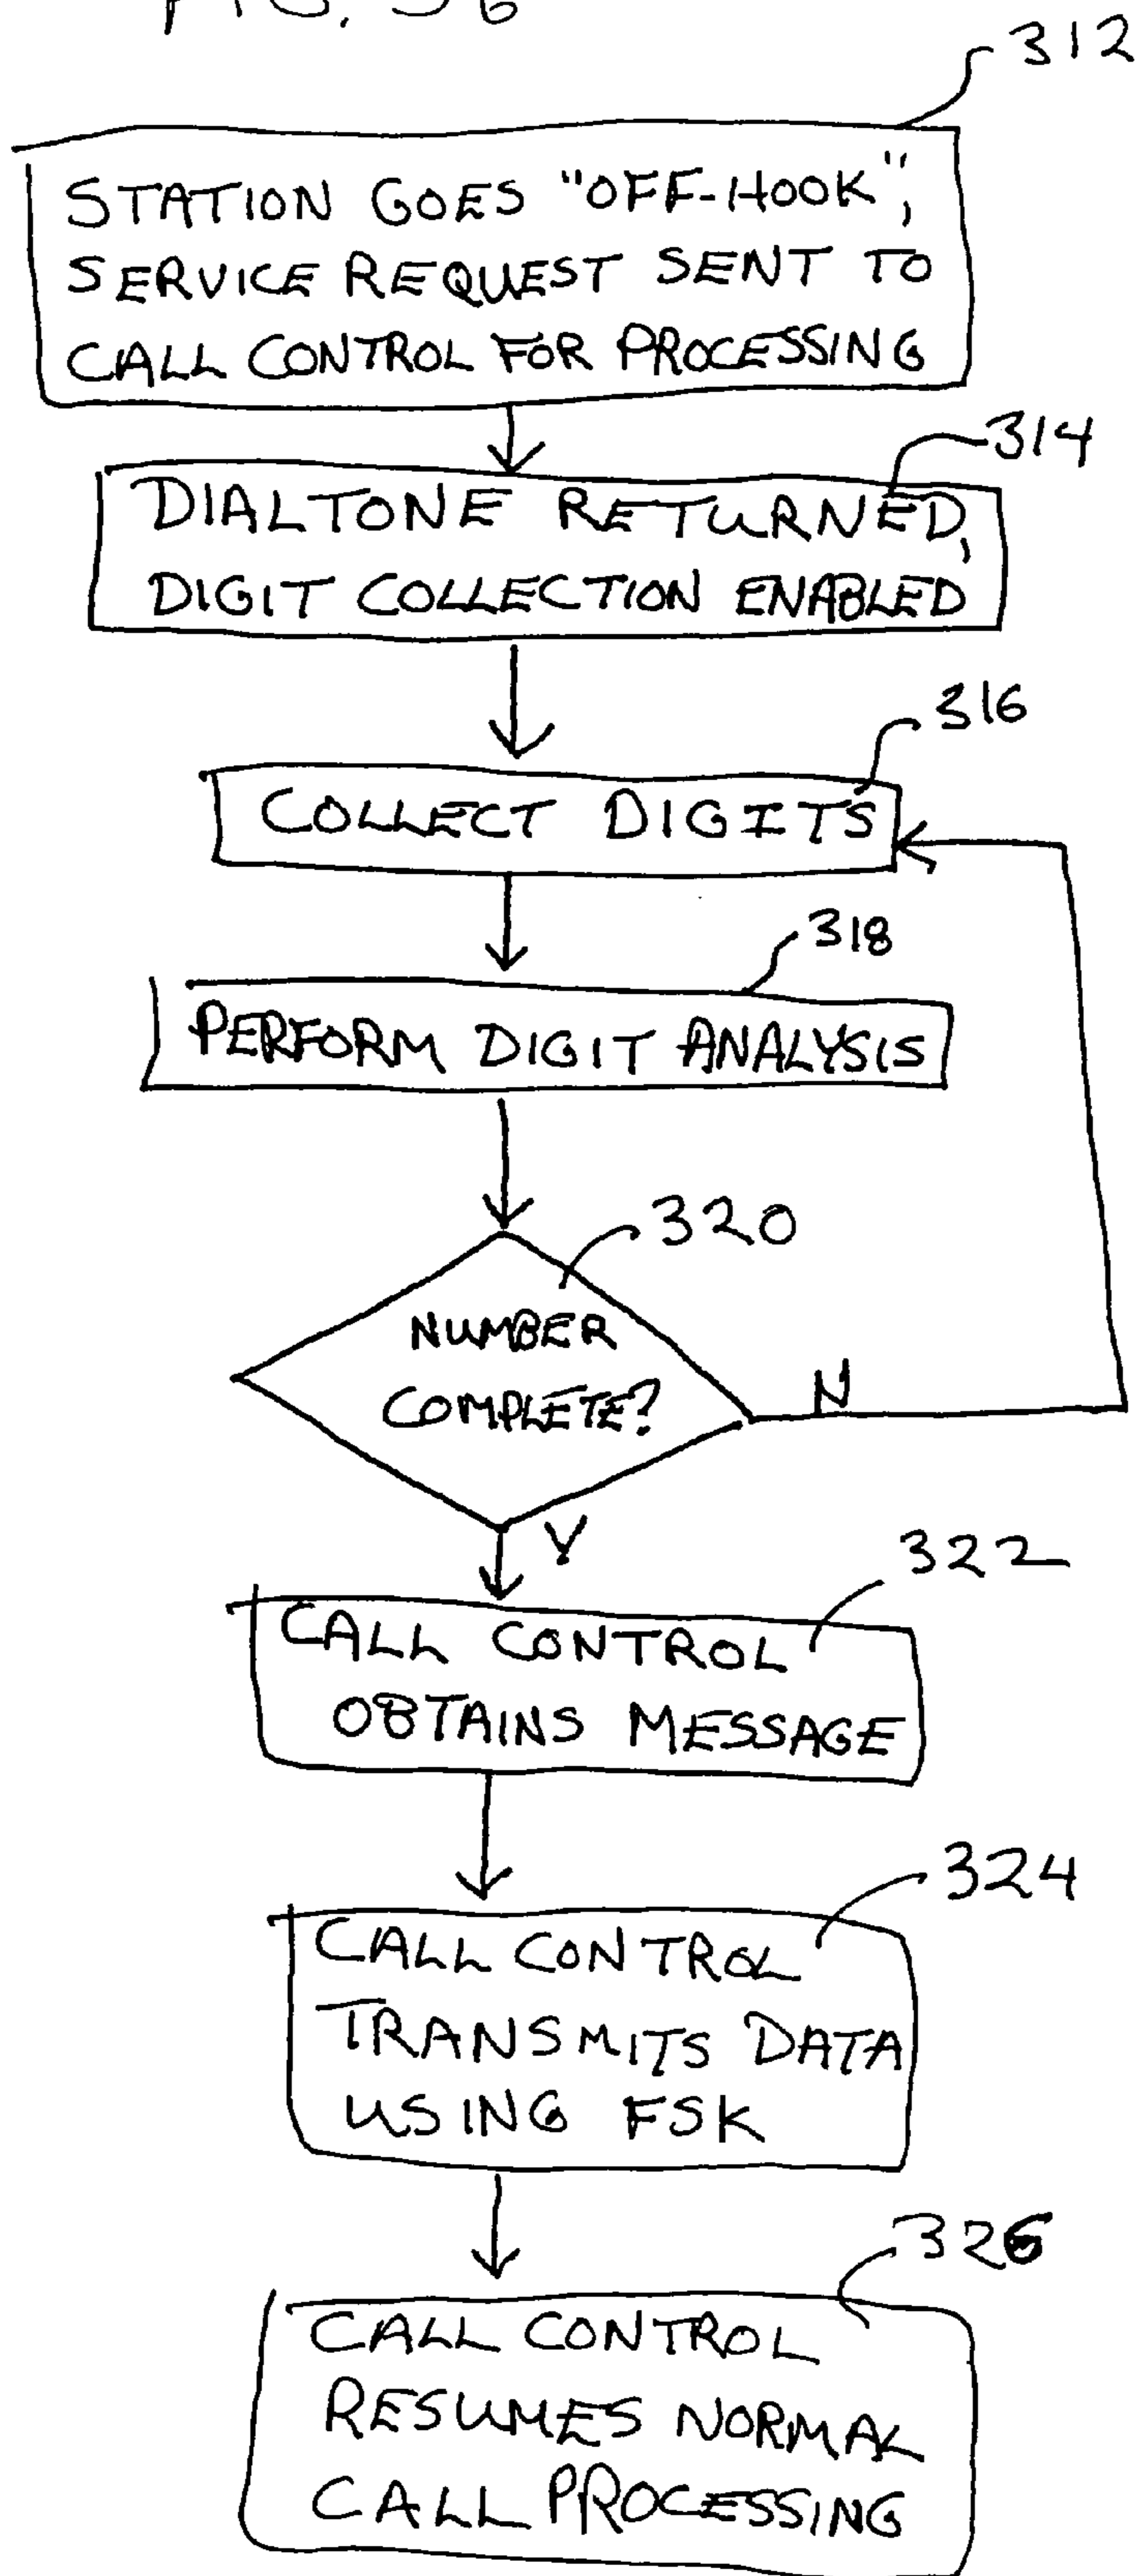 FIG. 3b
312
STATION GOES "OFF-HOOK",
SERVICE REQUEST SENT TO
CALL CONTROL FOR PROCESSING
314
DIALTONE RETURNED,
DIGIT COLLECTION ENABLED
316
COLLECT DIGITS
318
PERFORM DIGIT ANALYSIS
320
NUMBER
COMPLETE?
N
Y
322
CALL CONTROL
OBTAINS MESSAGE
324
CALL CONTROL
TRANSMITS DATA
USING FSK
326
CALL CONTROL
RESUMES NORMAL
CALL PROCESSING